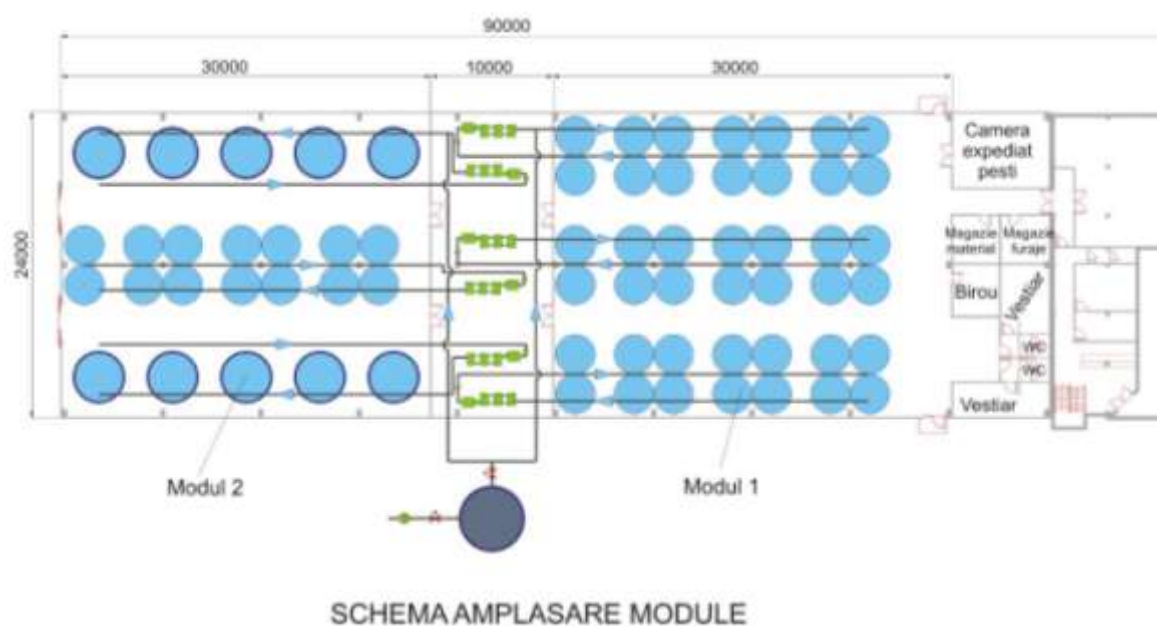 90000
30000
10000
30000
24000
Camera
expediat
pesti
Magazie
material
Magazie
furaje
Birou
Vestiar
WC
WC
Vestiar
Modul 2
Modul 1
SCHEMA AMPLASARE MODULE